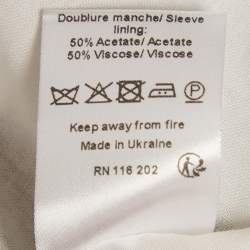 Doublure manche/ Sleeve
lining:
50% Acetate/ Acetate
50% Viscose/ Viscose
P
Keep away from fire
Made in Ukraine
RN 116 202